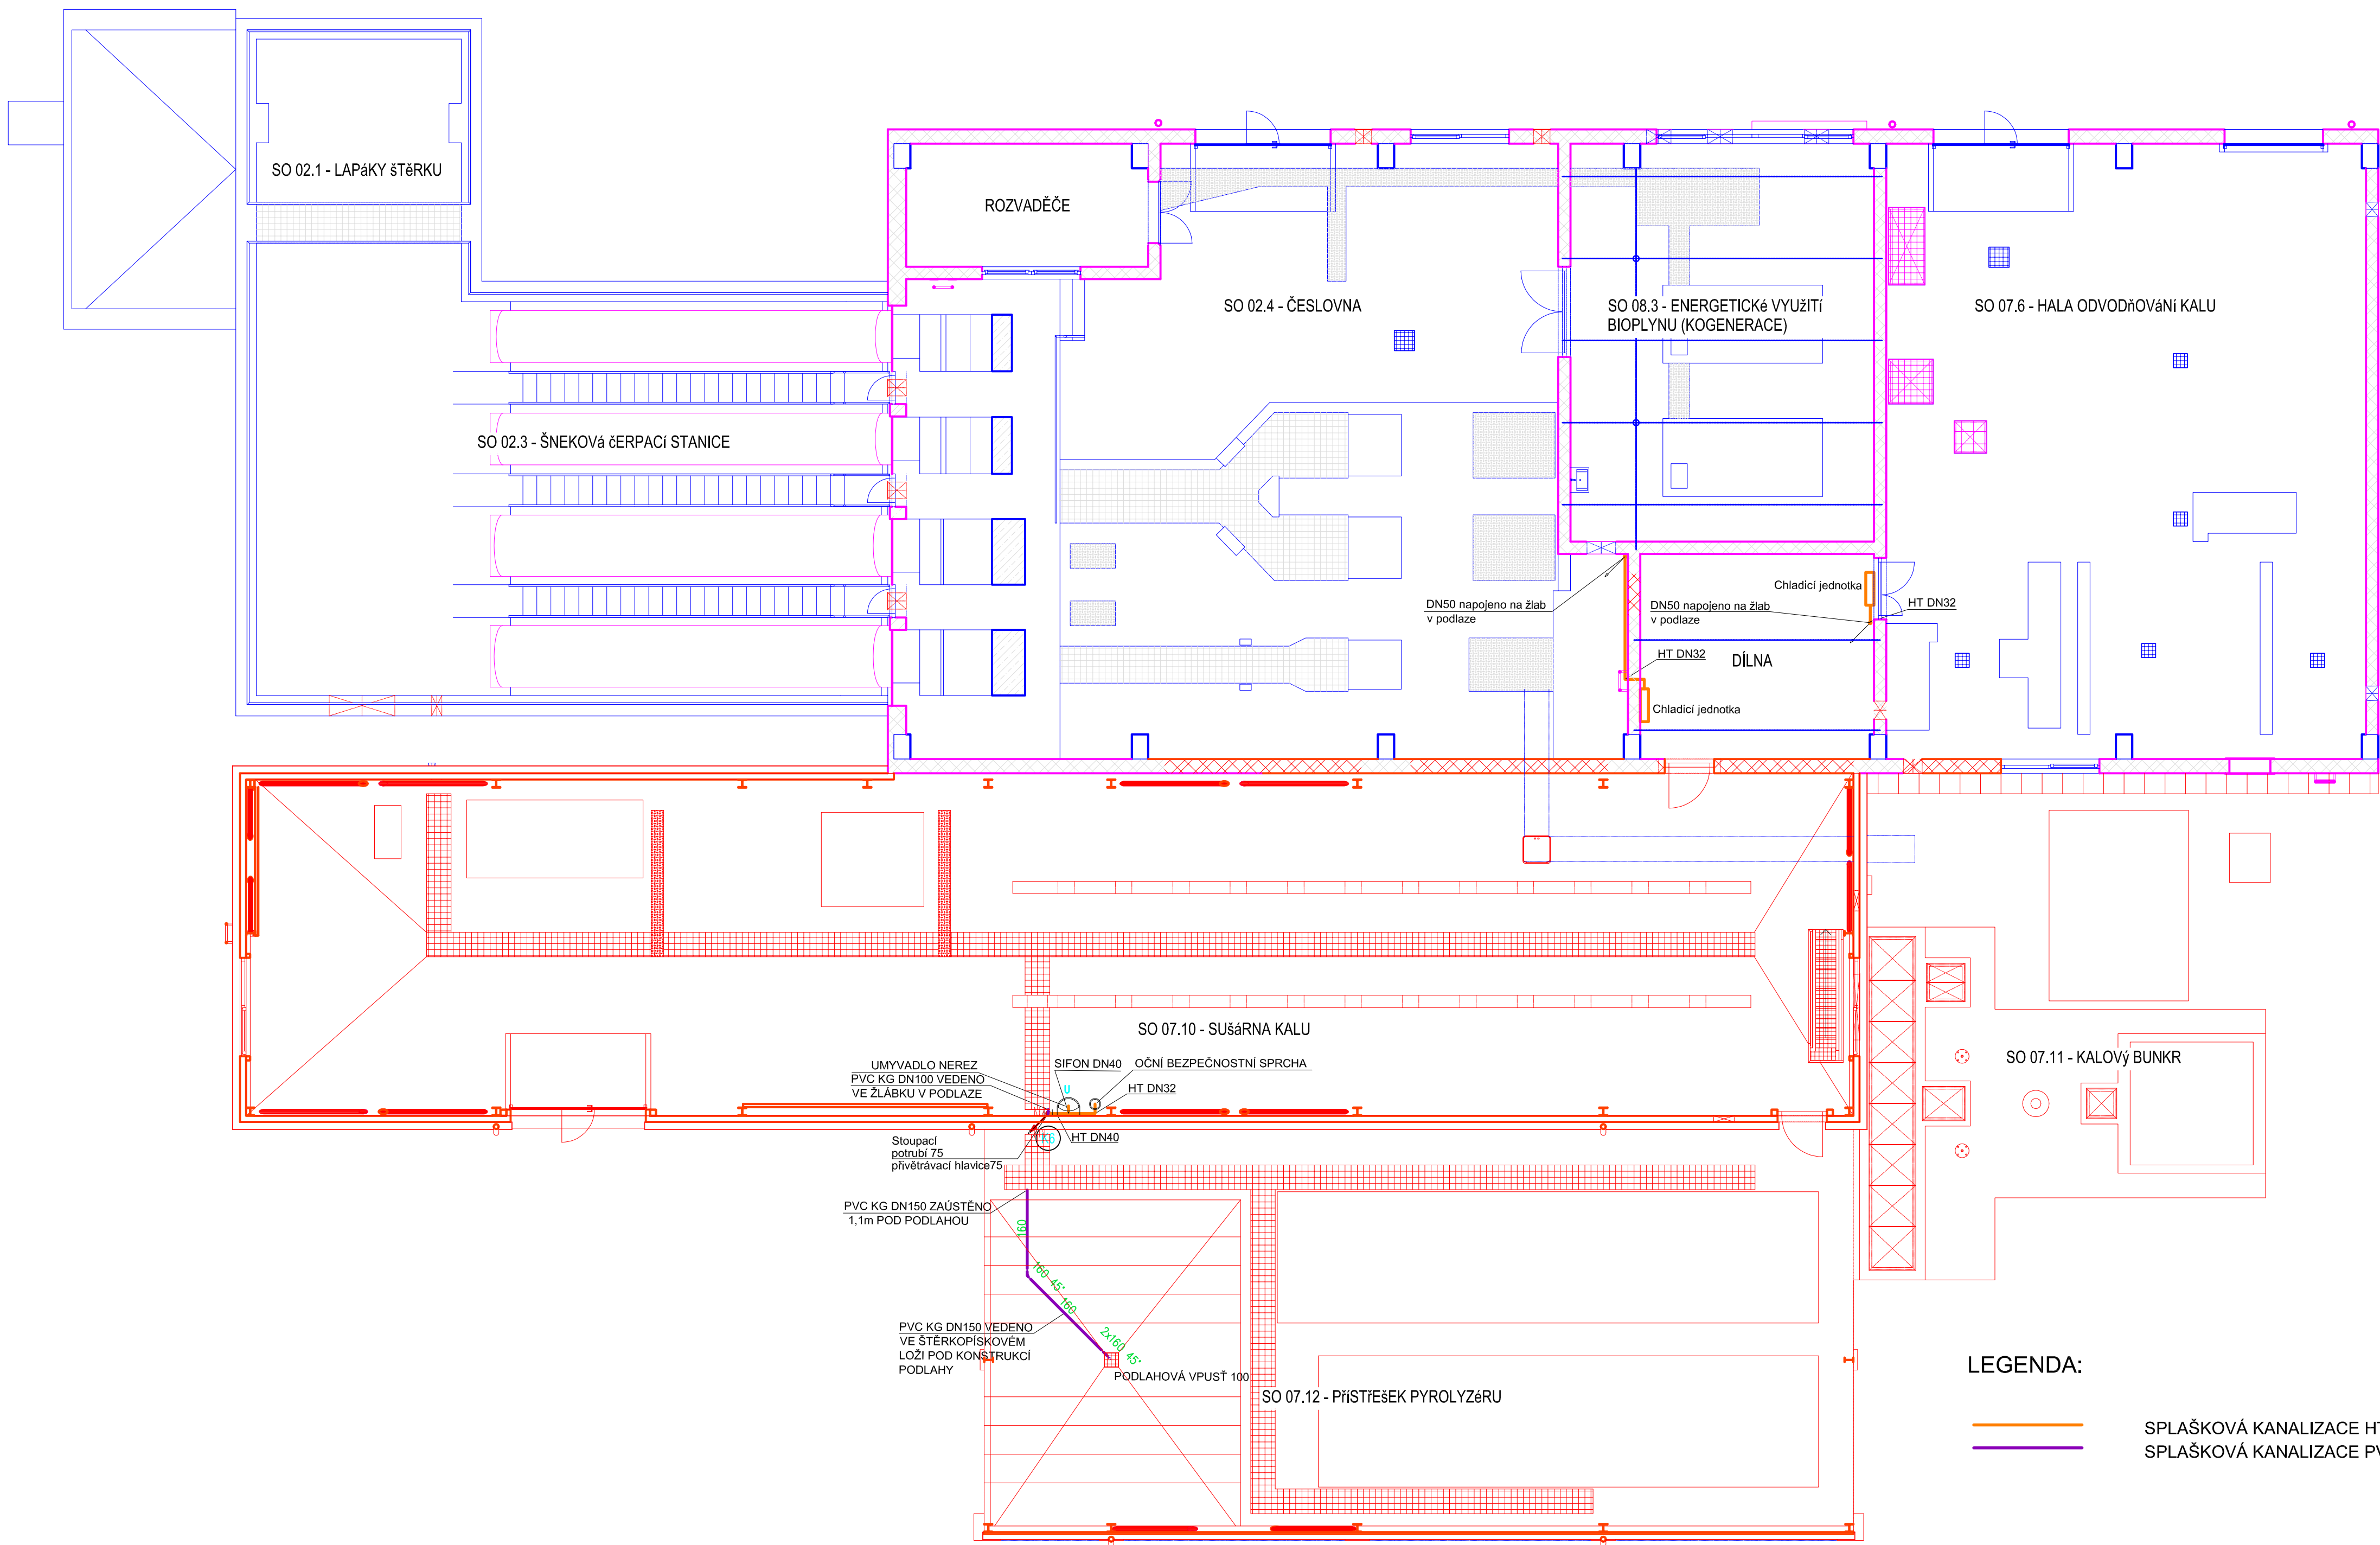 SO 02.1 - LAPáKY šTěRKU
ROZVADĚČE
SO 02.4 - ČESLOVNA
SO 08.3 - ENERGETICKé VYUžITí
BIOPLYNU (KOGENERACE)
SO 07.6 - HALA ODVODňOVáNí KALU
SO 02.3 - ŠNEKOVá čERPACí STANICE
Chladicí jednotka
DN50 napojeno na žlab
v podlaze
DN50 napojeno na žlab
v podlaze
HT DN32
HT DN32
DÍLNA
Chladicí jednotka
SO 07.10 - SUšáRNA KALU
UMYVADLO NEREZ
PVC KG DN100 VEDENO
VE ŽLÁBKU V PODLAZE
SIFON DN40
OČNÍ BEZPEČNOSTNÍ SPRCHA
HT DN32
U
HT DN40
Stoupací
potrubí 75
přivětrávací hlavice75
SO 07.11 - KALOVý BUNKR
PVC KG DN150 ZAÚSTĚNO
1,1m POD PODLAHOU
160
160 45°
160
2x160 45°
PVC KG DN150 VEDENO
VE ŠTĚRKOPÍSKOVÉM
LOŽI POD KONSTRUKCÍ
PODLAHY
PODLAHOVÁ VPUSŤ 100
SO 07.12 - PříSTřEšEK PYROLYZéRU
LEGENDA:
SPLAŠKOVÁ KANALIZACE HT
SPLAŠKOVÁ KANALIZACE PV